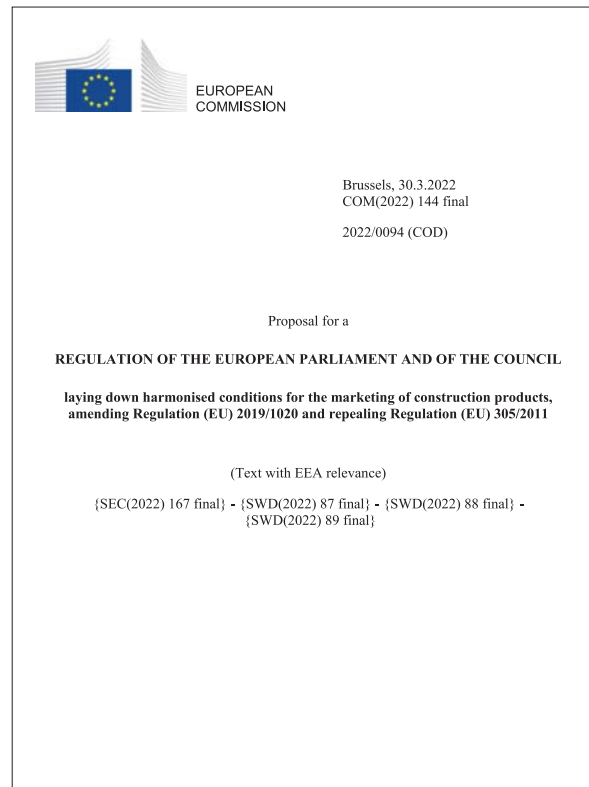 EUROPEAN
COMMISSION
Brussels, 30.3.2022
COM(2022) 144 final
2022/0094 (COD)
Proposal for a
REGULATION OF THE EUROPEAN PARLIAMENT AND OF THE COUNCIL
laying down harmonised conditions for the marketing of construction products,
amending Regulation (EU) 2019/1020 and repealing Regulation (EU) 305/2011
(Text with EEA relevance)
{SEC(2022) 167 final} - {SWD(2022) 87 final} - {SWD(2022) 88 final} -
{SWD(2022) 89 final}